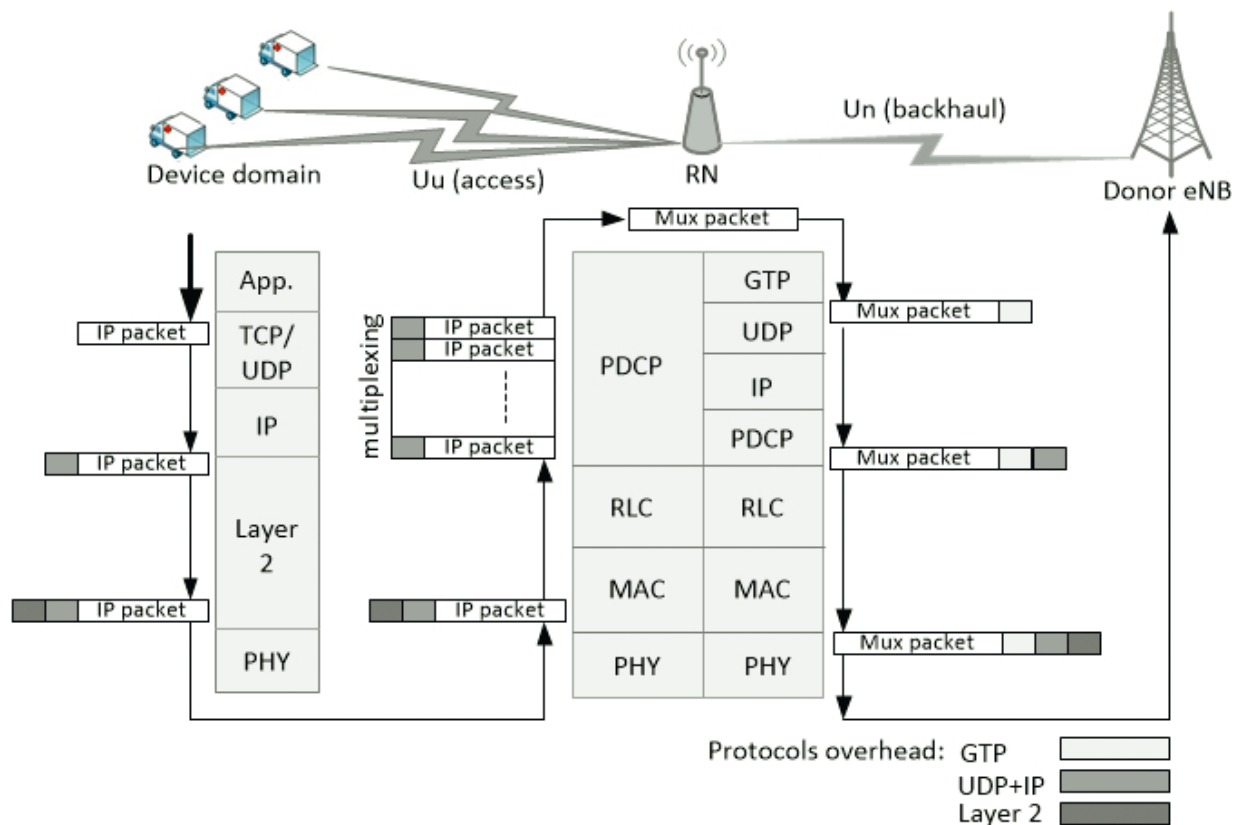 Un (backhaul)
Device domain
Uu (access)
RN
Donor eNB
Mux packet
App.
GTP
IP packet
TCP/
UDP
multiplexing
IP packet
IP packet
PDCP
UDP
Mux packet
IP
IP
IP packet
IP packet
PDCP
Mux packet
Layer
2
RLC
RLC
IP packet
IP packet
MAC
MAC
PHY
PHY
PHY
Mux packet
Protocols overhead:
GTP
UDP+IP
Layer 2